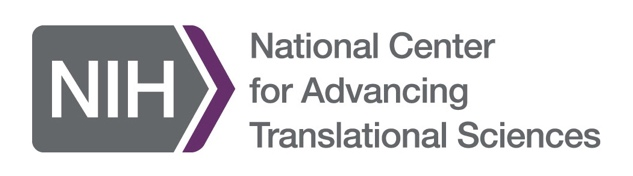 NIH
National Center
for Advancing
Translational Sciences